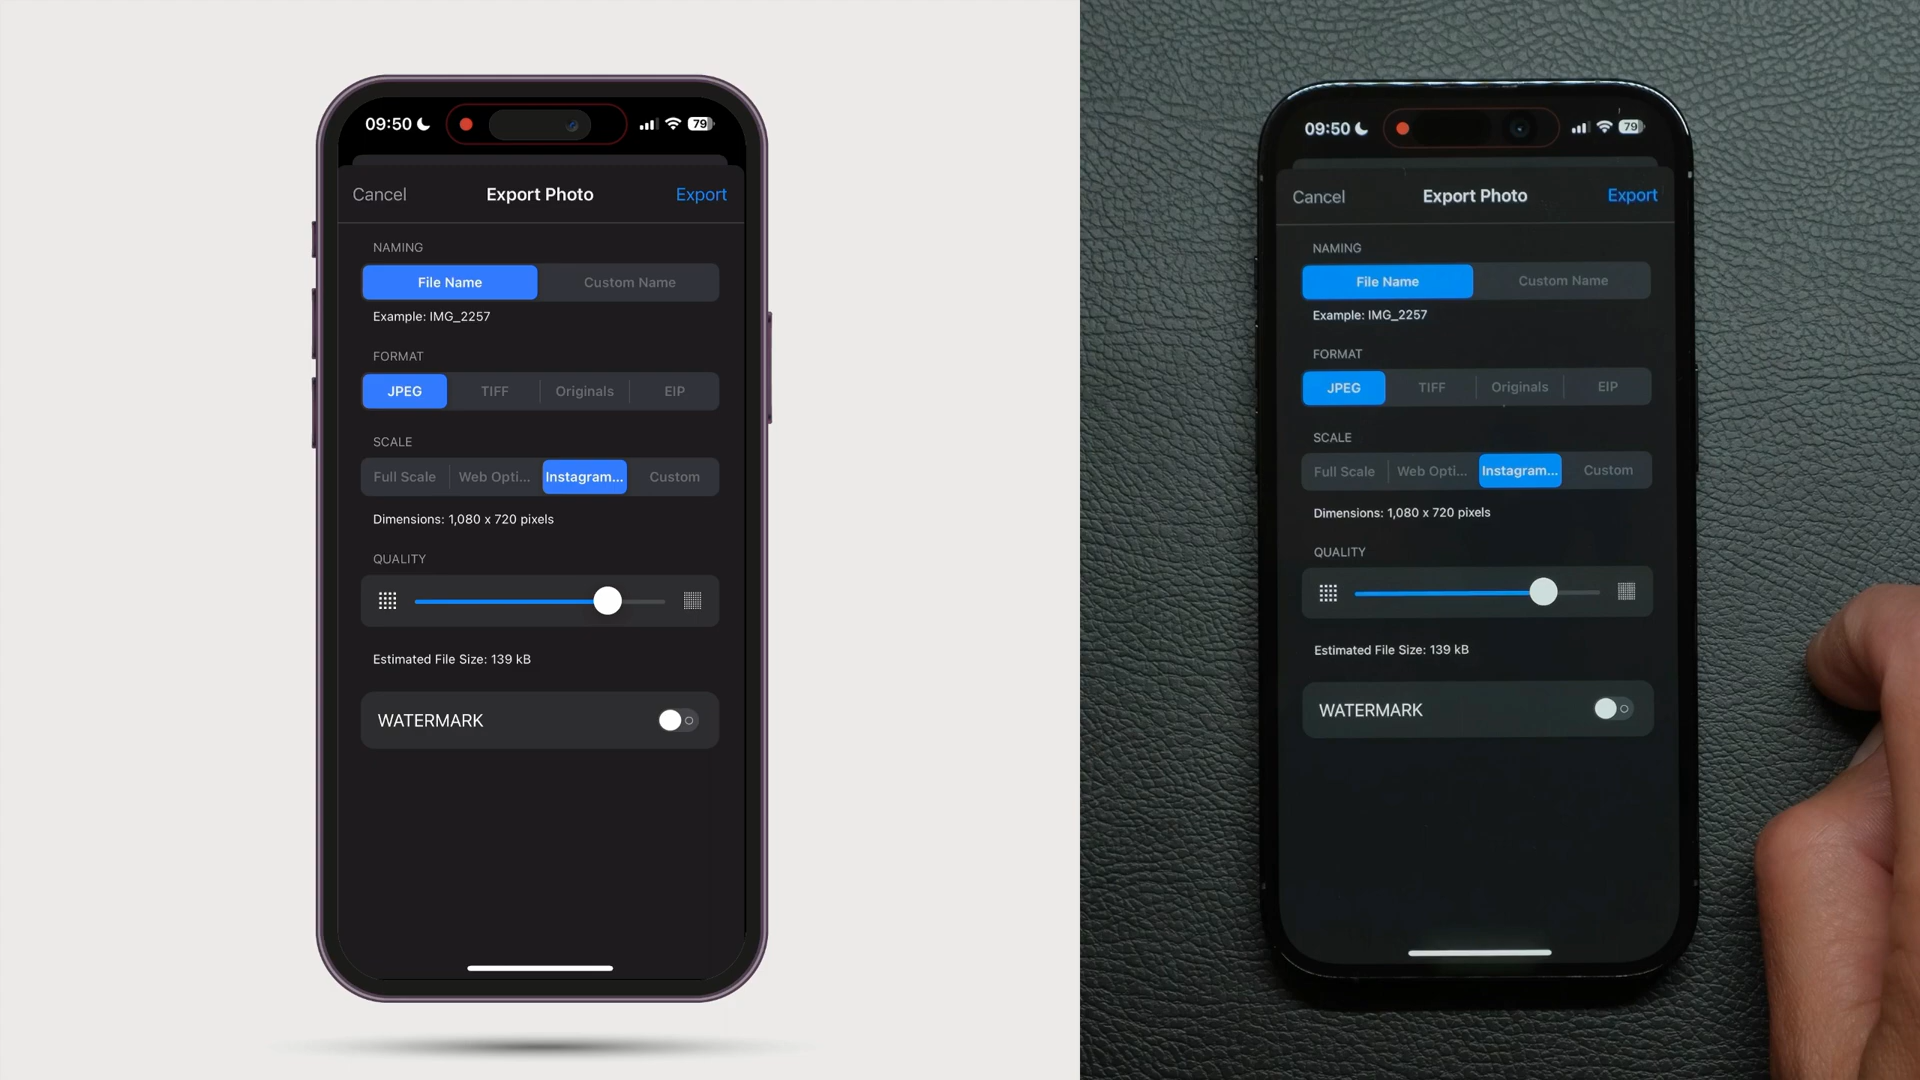 09:50 79
Cancel Export Photo Export
NAMING
File Name Custom Name
Example: IMG_2257
FORMAT
JPEG TIFF Originals EIP
SCALE
Full Scale Web Opti... Instagram... Custom
Dimensions: 1,080 x 720 pixels
QUALITY
Estimated File Size: 139 kB
WATERMARK
09:50 79
Cancel Export Photo Export
NAMING
File Name Custom Name
Example: IMG_2257
FORMAT
JPEG TIFF Originals EIP
SCALE
Full Scale Web Opti... Instagram... Custom
Dimensions: 1,080 x 720 pixels
QUALITY
Estimated File Size: 139 kB
WATERMARK